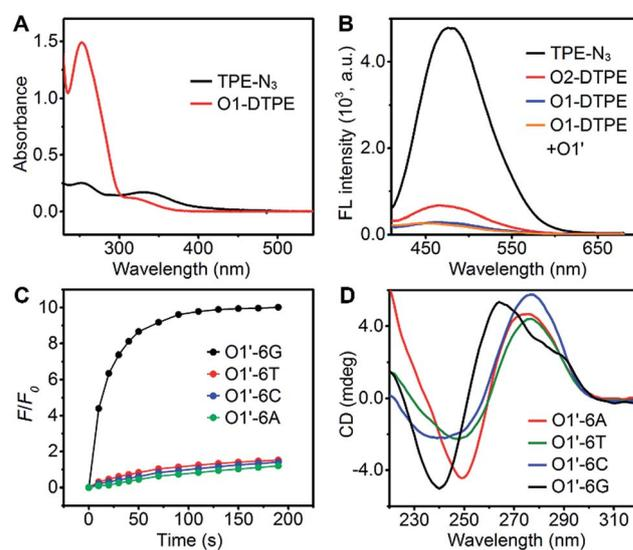 A
Absorbance
1.5
1.0
0.5
0.0
300
400
500
Wavelength (nm)
TPE-N₃
O1-DTPE
B
FL intensity (10³, a.u.)
4.0
2.0
0.0
450
550
650
Wavelength (nm)
TPE-N₃
O2-DTPE
O1-DTPE
O1-DTPE
+O1'
C
F/F₀
10
8
6
4
2
0
0
50
100
150
200
Time (s)
O1'-6G
O1'-6T
O1'-6C
O1'-6A
D
CD (mdeg)
4.0
0.0
-4.0
230
250
270
290
310
Wavelength (nm)
O1'-6A
O1'-6T
O1'-6C
O1'-6G